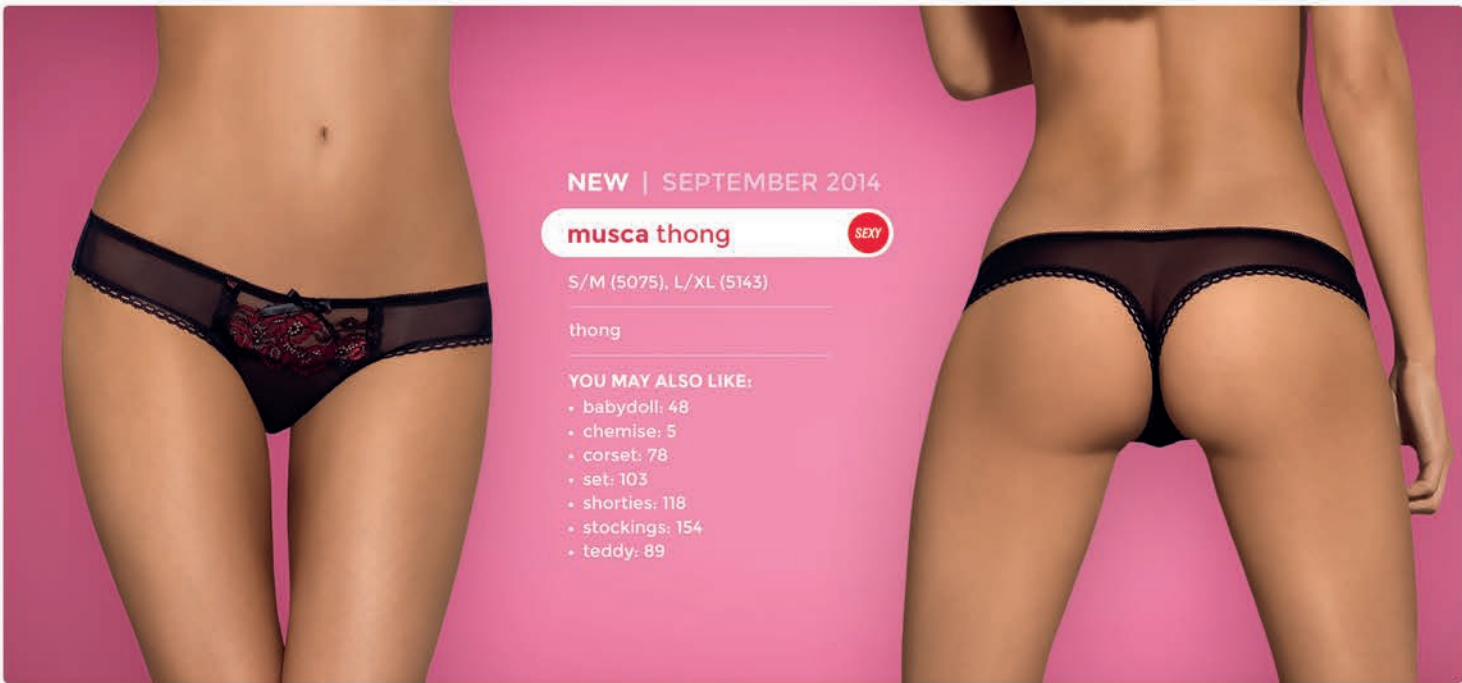 NEW | SEPTEMBER 2014
musca thong SEXY
S/M (5075), L/XL (5143)
thong
YOU MAY ALSO LIKE:
• babydoll: 48
• chemise: 5
• corset: 78
• set: 103
• shorties: 118
• stockings: 154
• teddy: 89